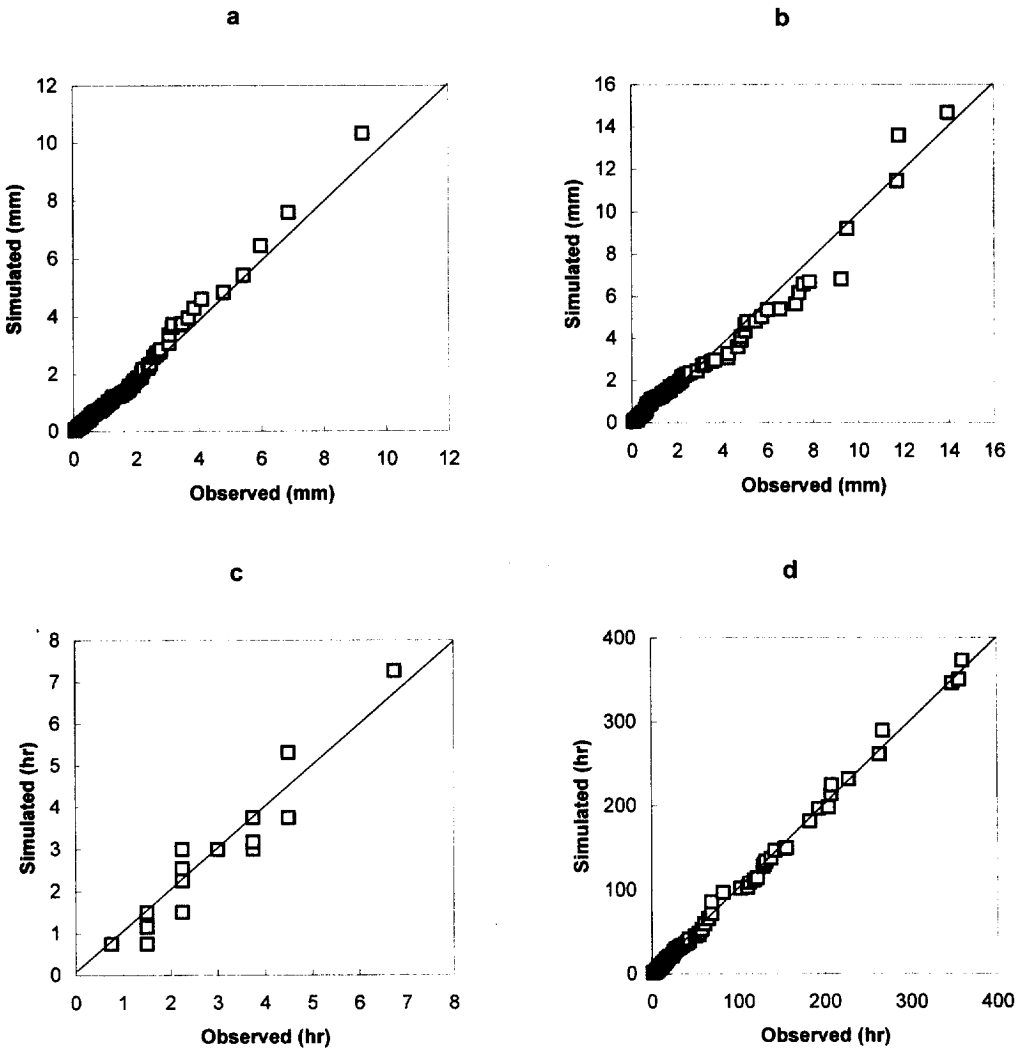 a
12
10
8
6
4
2
0
0 2 4 6 8 10 12
Simulated (mm)
Observed (mm)
b
16
14
12
10
8
6
4
2
0
0 2 4 6 8 10 12 14 16
Simulated (mm)
Observed (mm)
c
8
7
6
5
4
3
2
1
0
0 1 2 3 4 5 6 7 8
Simulated (hr)
Observed (hr)
d
400
300
200
100
0
0 100 200 300 400
Simulated (hr)
Observed (hr)